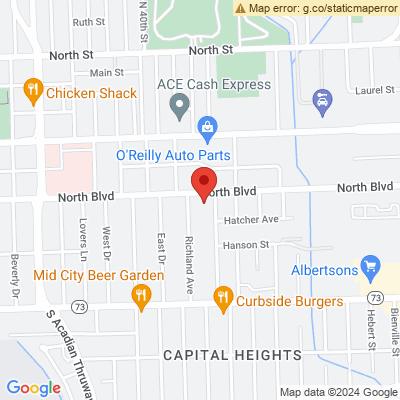 Map error: g.co/staticmaperror
Ruth St
N 40th St
North St
North St
Main St
Laurel St
Chicken Shack
ACE Cash Express
O'Reilly Auto Parts
North Blvd
North Blvd
North Blvd
Hatcher Ave
Hanson St
Lovers Ln
West Dr
East Dr
Richland Ave
Beverly Dr
Mid City Beer
Garden
Albertsons
73
Curbside Burgers
73
S Acadian Thruway
Hebert St
Bienville St
CAPITAL HEIGHTS
Google
Map data ©2024 Google